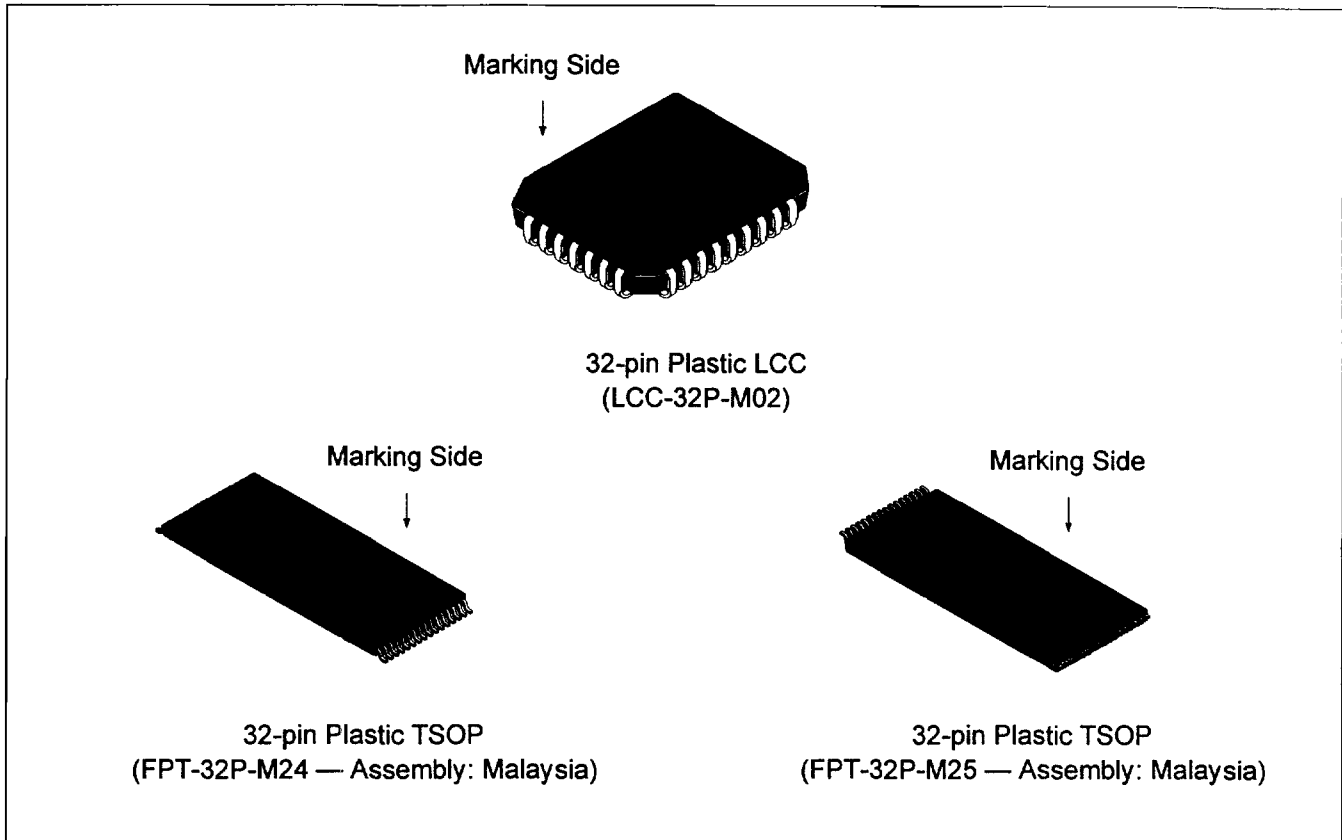 Marking Side
32-pin Plastic LCC
(LCC-32P-M02)
Marking Side
32-pin Plastic TSOP
(FPT-32P-M24 — Assembly: Malaysia)
Marking Side
32-pin Plastic TSOP
(FPT-32P-M25 — Assembly: Malaysia)